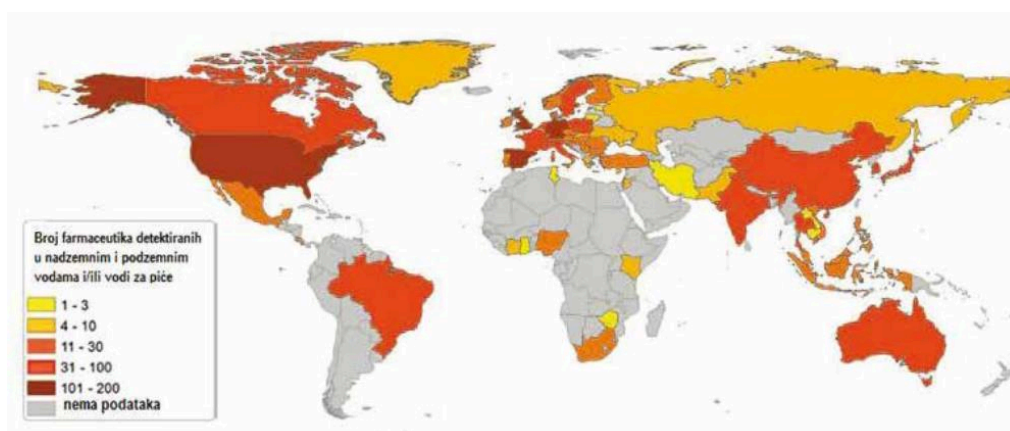 Broj farmaceutika detektiranih
u nadzemnim i podzemnim
vodama i/ili vodi za piće
1 - 3
4 - 10
11 - 30
31 - 100
101 - 200
nema podataka